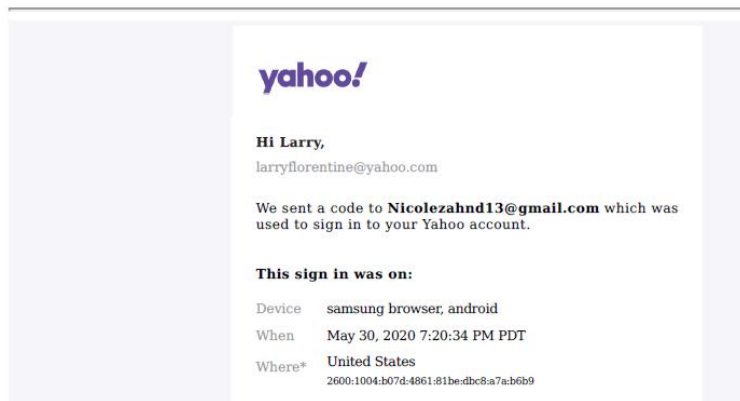 yahoo!
Hi Larry,
larryflorentine@yahoo.com
We sent a code to Nicolezahnd13@gmail.com which was
used to sign in to your Yahoo account.
This sign in was on:
Device samsung browser, android
When May 30, 2020 7:20:34 PM PDT
Where* United States
2600:1004:b07d:4861:81be:dbc8:a7a:b6b9